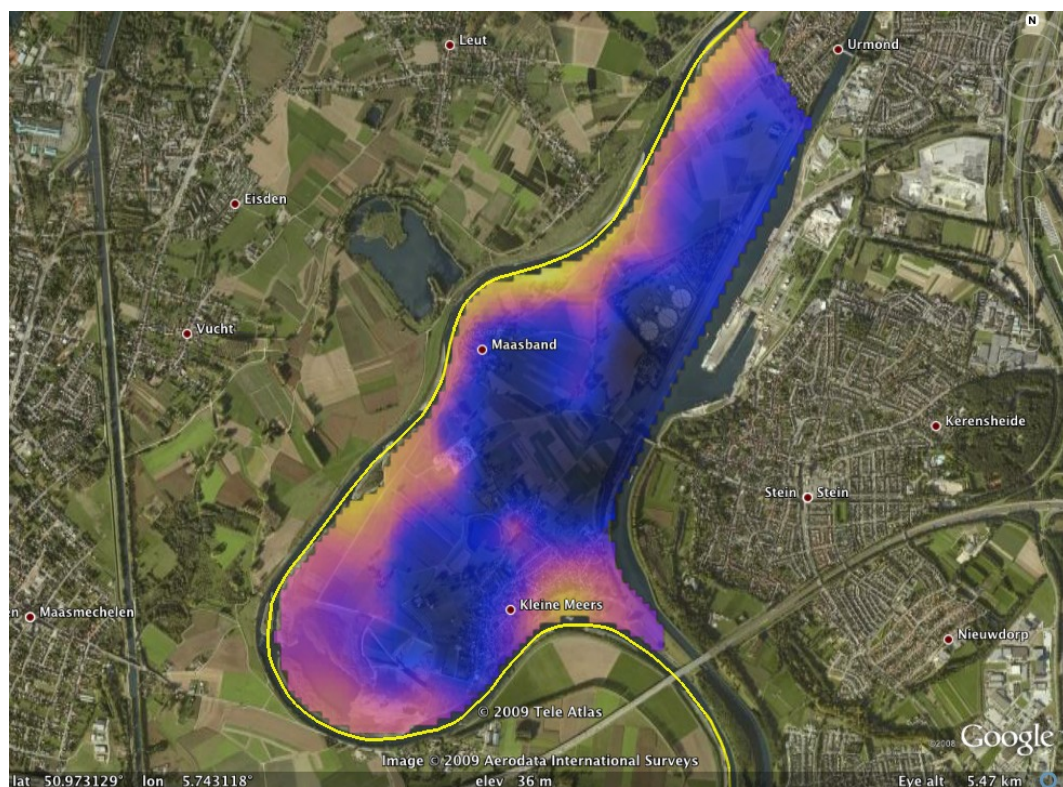 N
Leut
Urmond
Eisden
Vucht
Maasband
Kerensheide
Stein Stein
Maasmechelen
Kleine Meers
Nieuwdorp
© 2009 Tele Atlas
©2008 Google
Image © 2009 Aerodata International Surveys
lat 50.973129° lon 5.743118° elev 36 m Eye alt 5.47 km